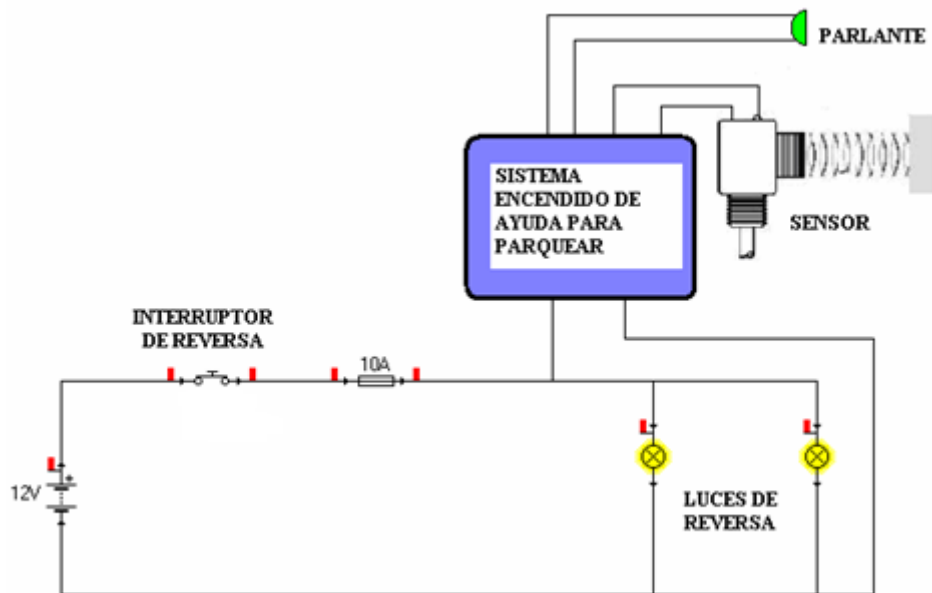 PARLANTE
SISTEMA
ENCENDIDO DE
AYUDA PARA
PARQUEAR
SENSOR
INTERRUPTOR
DE REVERSA
10A
12V
+
LUCES DE
REVERSA